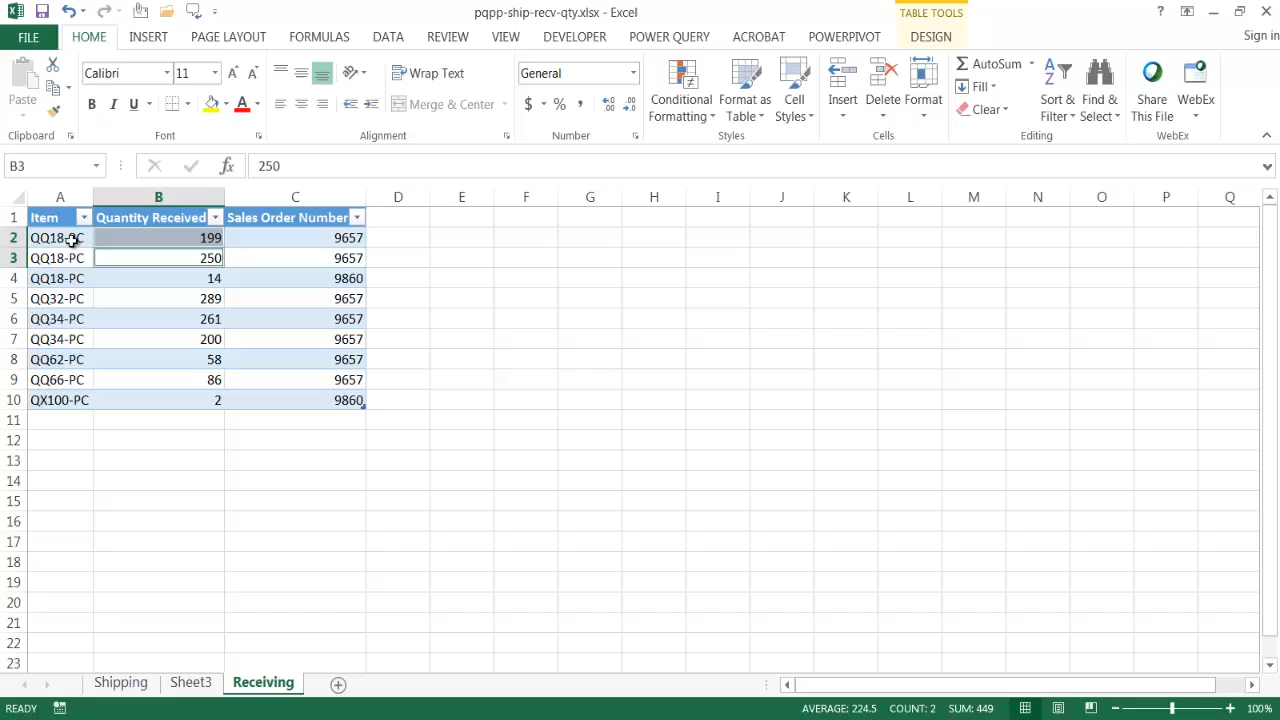 pqpp-ship-recv-qty.xlsx - Excel
TABLE TOOLS
?
FILE HOME INSERT PAGE LAYOUT FORMULAS DATA REVIEW VIEW DEVELOPER POWER QUERY ACROBAT POWERPIVOT DESIGN Sign in
Paste
Clipboard
Calibri 11
B I U
Font
Wrap Text
Merge & Center
Alignment
General
$ % ,
Number
Conditional Formatting
Format as Table
Cell Styles
Styles
Insert Delete Format
Cells
AutoSum
Fill
Clear
Sort & Filter
Find & Select
Editing
Share This File
WebEx
WebEx
B3 fx 250
A B C D E F G H I J K L M N O P Q
1 Item Quantity Received Sales Order Number
2 QQ18-PC 199 9657
3 QQ18-PC 250 9657
4 QQ18-PC 14 9860
5 QQ32-PC 289 9657
6 QQ34-PC 261 9657
7 QQ34-PC 200 9657
8 QQ62-PC 58 9657
9 QQ66-PC 86 9657
10 QX100-PC 2 9860
11
12
13
14
15
16
17
18
19
20
21
22
23
Shipping Sheet3 Receiving
READY AVERAGE: 224.5 COUNT: 2 SUM: 449 100%